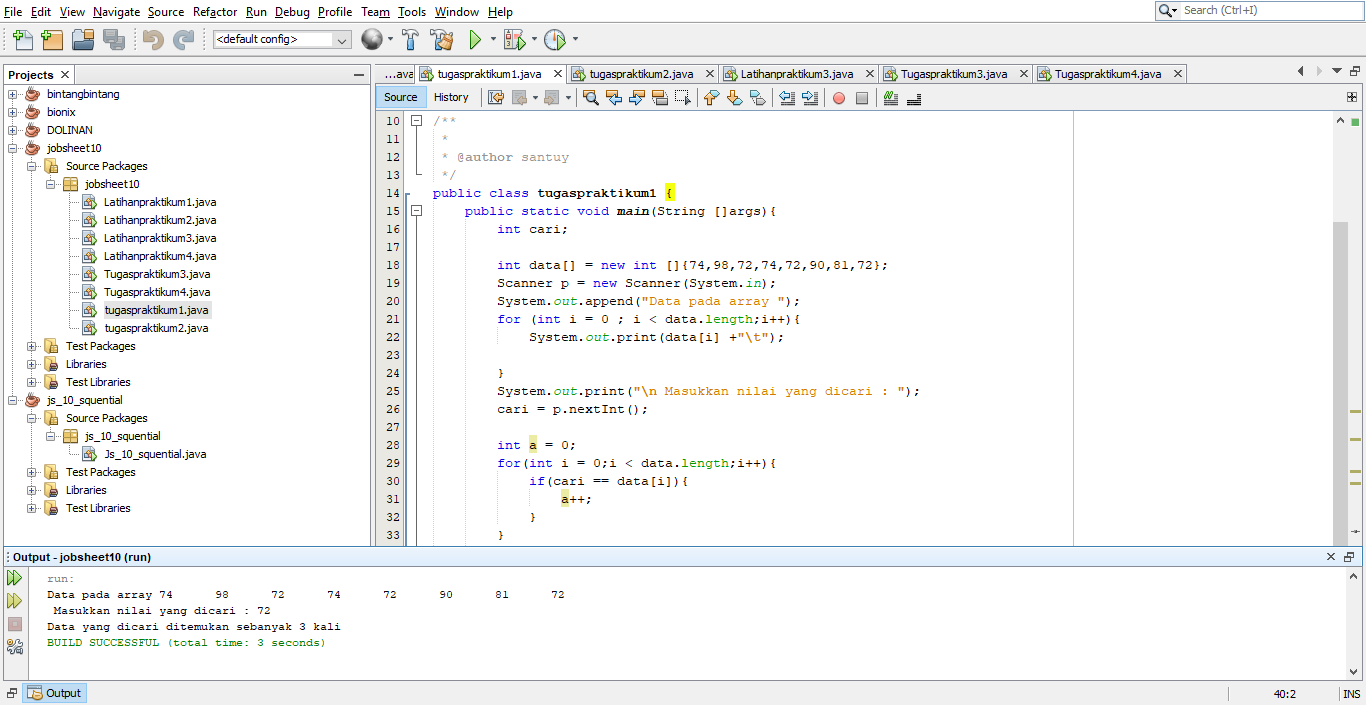 File Edit View Navigate Source Refactor Run Debug Profile Team Tools Window Help
Search (Ctrl+I)
<default config>
Projects
...ava tugaspraktikum1.java tugaspraktikum2.java Latihanpraktikum3.java Tugaspraktikum3.java Tugaspraktikum4.java
Source History
bintangbintang
bionix
DOLINAN
jobsheet10
Source Packages
jobsheet10
Latihanpraktikum1.java
Latihanpraktikum2.java
Latihanpraktikum3.java
Latihanpraktikum4.java
Tugaspraktikum3.java
Tugaspraktikum4.java
tugaspraktikum1.java
tugaspraktikum2.java
Test Packages
Libraries
Test Libraries
js_10_squential
Source Packages
js_10_squential
Js_10_squential.java
Test Packages
Libraries
Test Libraries
10 /**
11 *
12 * @author santuy
13 */
14 public class tugaspraktikum1 {
15 public static void main(String []args){
16 int cari;
17
18 int data[] = new int []{74,98,72,74,72,90,81,72};
19 Scanner p = new Scanner(System.in);
20 System.out.append("Data pada array ");
21 for (int i = 0 ; i < data.length;i++){
22 System.out.print(data[i] +"\t");
23
24 }
25 System.out.print("\n Masukkan nilai yang dicari : ");
26 cari = p.nextInt();
27
28 int a = 0;
29 for(int i = 0;i < data.length;i++){
30 if(cari == data[i]){
31 a++;
32 }
33 }
Output - jobsheet10 (run)
run:
Data pada array 74 98 72 74 72 90 81 72
Masukkan nilai yang dicari : 72
Data yang dicari ditemukan sebanyak 3 kali
BUILD SUCCESSFUL (total time: 3 seconds)
Output
40:2 INS